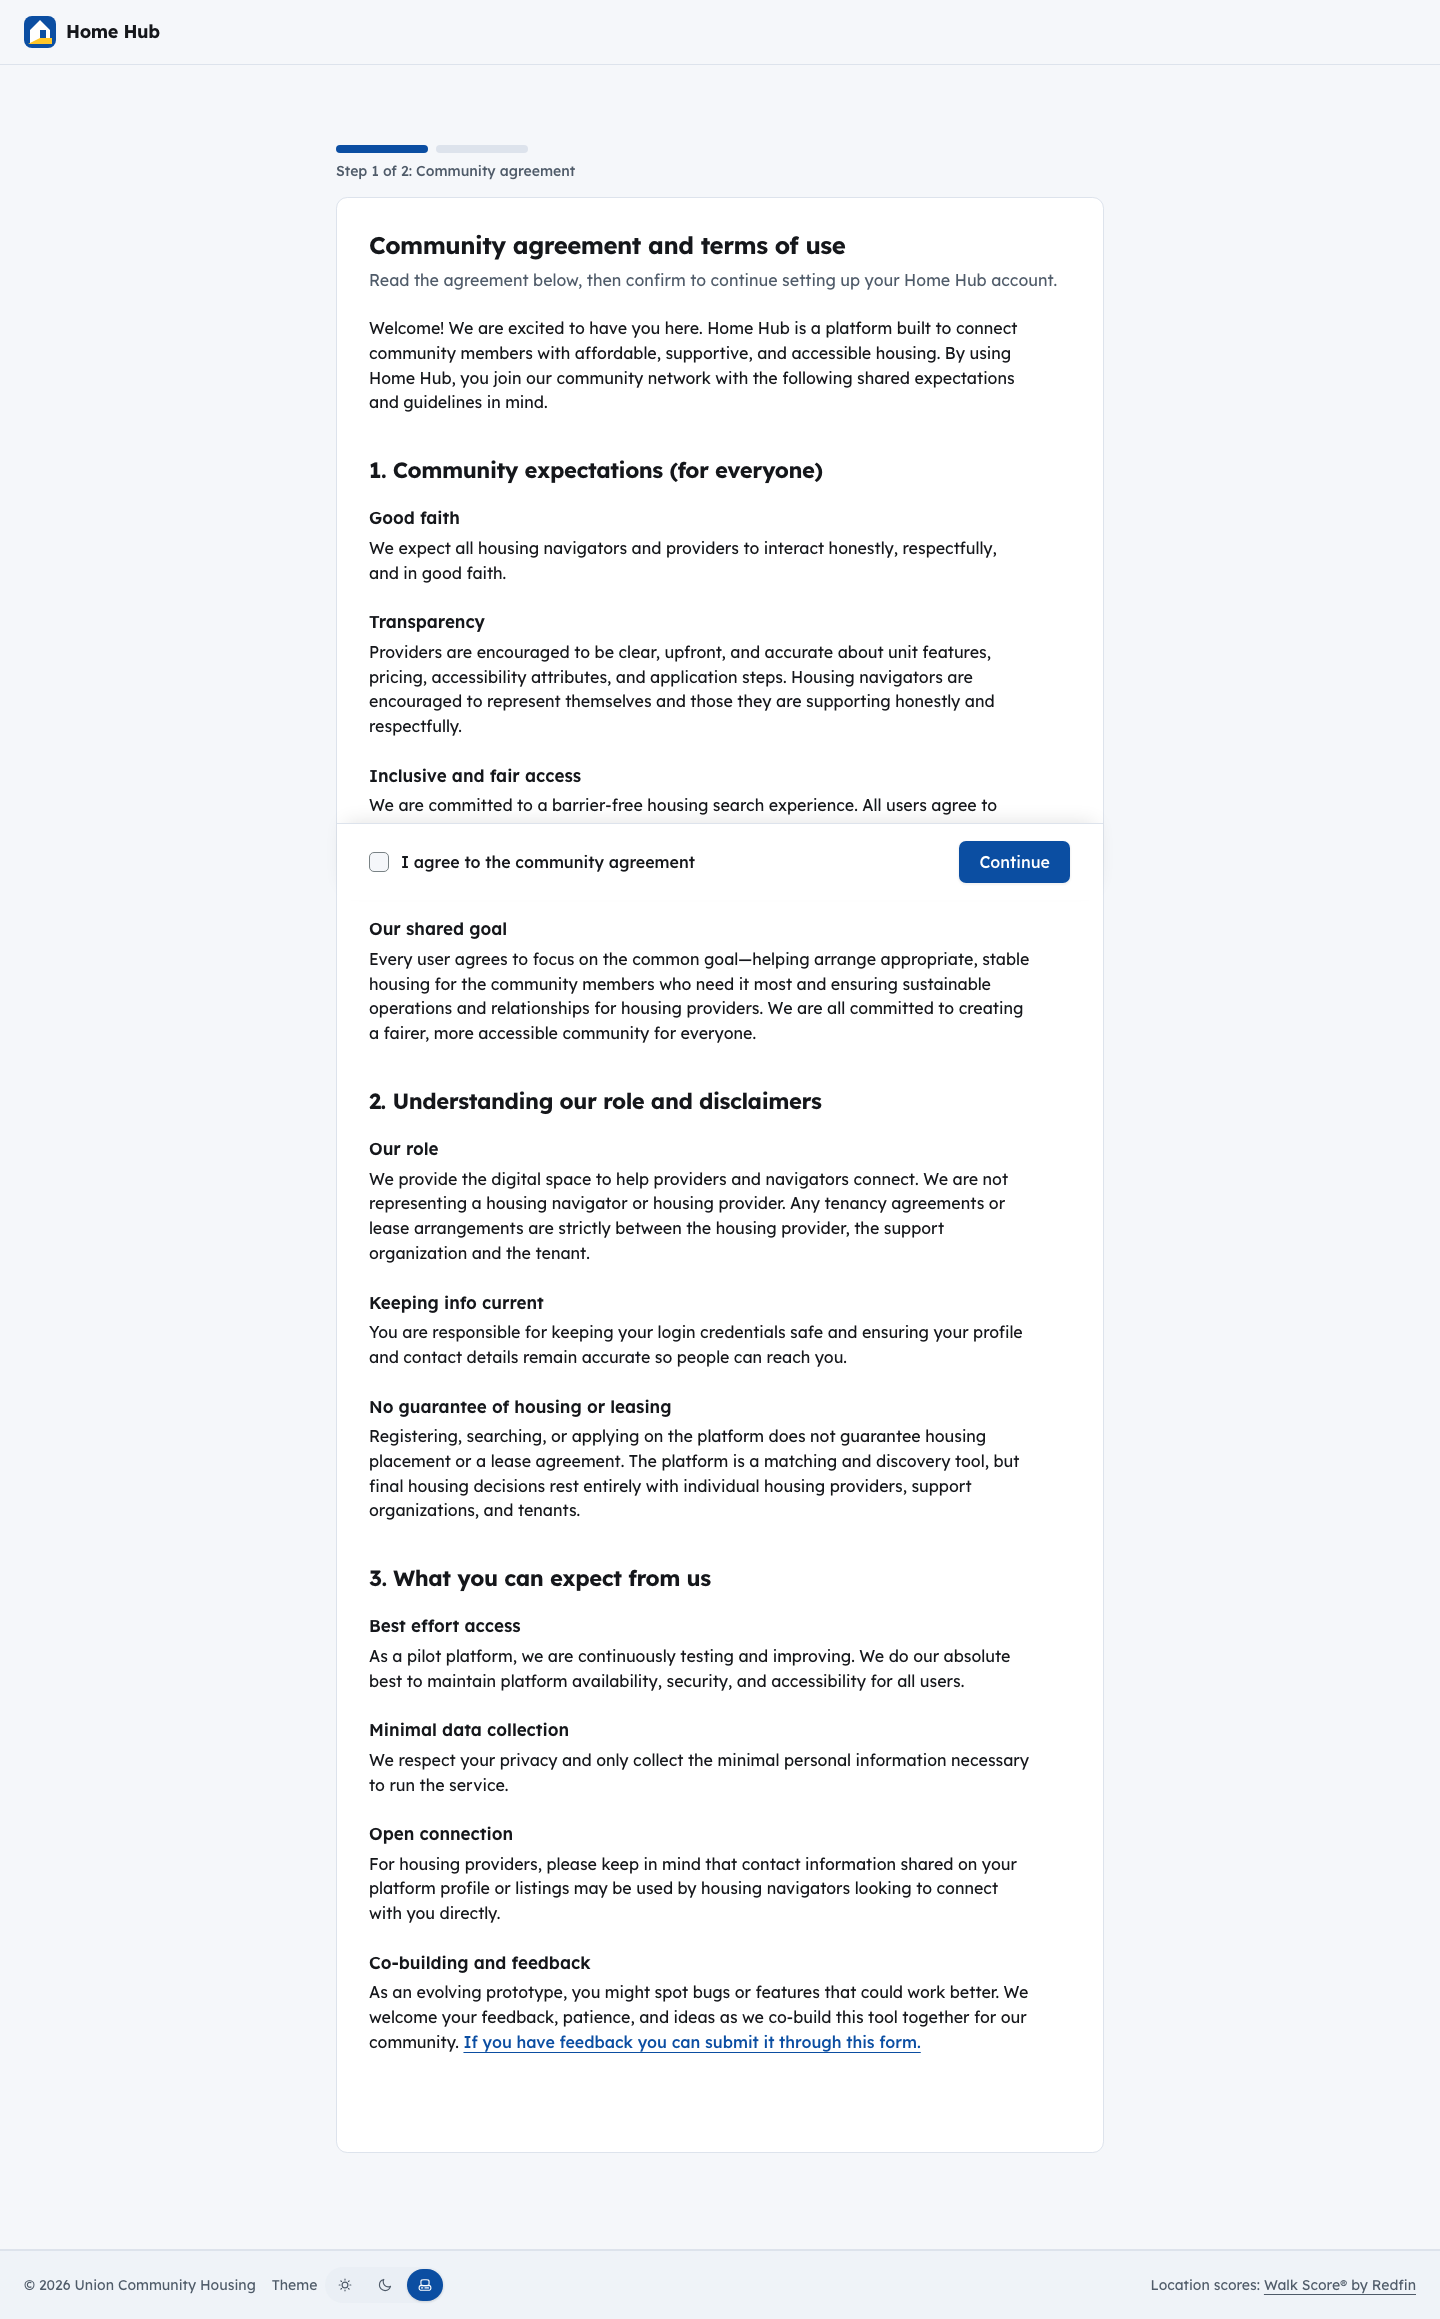 Home Hub
Step 1 of 2: Community agreement
Community agreement and terms of use
Read the agreement below, then confirm to continue setting up your Home Hub account.
Welcome! We are excited to have you here. Home Hub is a platform built to connect
community members with affordable, supportive, and accessible housing. By using
Home Hub, you join our community network with the following shared expectations
and guidelines in mind.
1. Community expectations (for everyone)
Good faith
We expect all housing navigators and providers to interact honestly, respectfully,
and in good faith.
Transparency
Providers are encouraged to be clear, upfront, and accurate about unit features,
pricing, accessibility attributes, and application steps. Housing navigators are
encouraged to represent themselves and those they are supporting honestly and
respectfully.
Inclusive and fair access
We are committed to a barrier-free housing search experience. All users agree to
I agree to the community agreement
Continue
Our shared goal
Every user agrees to focus on the common goal—helping arrange appropriate, stable
housing for the community members who need it most and ensuring sustainable
operations and relationships for housing providers. We are all committed to creating
a fairer, more accessible community for everyone.
2. Understanding our role and disclaimers
Our role
We provide the digital space to help providers and navigators connect. We are not
representing a housing navigator or housing provider. Any tenancy agreements or
lease arrangements are strictly between the housing provider, the support
organization and the tenant.
Keeping info current
You are responsible for keeping your login credentials safe and ensuring your profile
and contact details remain accurate so people can reach you.
No guarantee of housing or leasing
Registering, searching, or applying on the platform does not guarantee housing
placement or a lease agreement. The platform is a matching and discovery tool, but
final housing decisions rest entirely with individual housing providers, support
organizations, and tenants.
3. What you can expect from us
Best effort access
As a pilot platform, we are continuously testing and improving. We do our absolute
best to maintain platform availability, security, and accessibility for all users.
Minimal data collection
We respect your privacy and only collect the minimal personal information necessary
to run the service.
Open connection
For housing providers, please keep in mind that contact information shared on your
platform profile or listings may be used by housing navigators looking to connect
with you directly.
Co-building and feedback
As an evolving prototype, you might spot bugs or features that could work better. We
welcome your feedback, patience, and ideas as we co-build this tool together for our
community. If you have feedback you can submit it through this form.
© 2026 Union Community Housing
Theme
Location scores: Walk Score® by Redfin